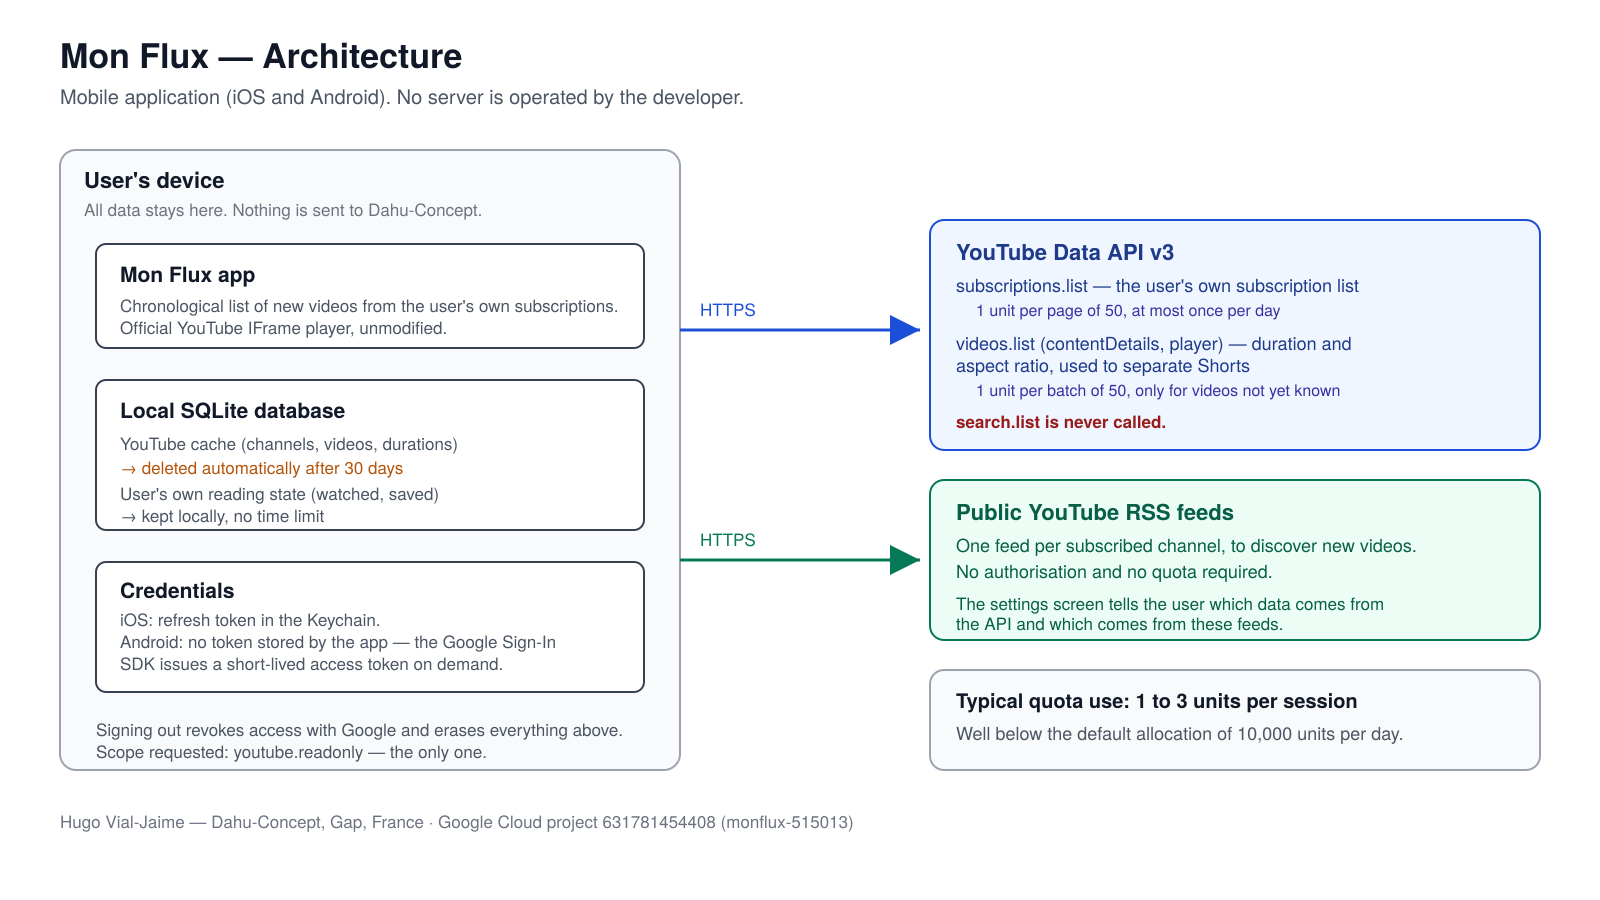 Mon Flux — Architecture
Mobile application (iOS and Android). No server is operated by the developer.
User's device
All data stays here. Nothing is sent to Dahu-Concept.
Mon Flux app
Chronological list of new videos from the user's own subscriptions.
Official YouTube IFrame player, unmodified.
Local SQLite database
YouTube cache (channels, videos, durations)
→ deleted automatically after 30 days
User's own reading state (watched, saved)
→ kept locally, no time limit
Credentials
iOS: refresh token in the Keychain.
Android: no token stored by the app — the Google Sign-In
SDK issues a short-lived access token on demand.
Signing out revokes access with Google and erases everything above.
Scope requested: youtube.readonly — the only one.
HTTPS
HTTPS
YouTube Data API v3
subscriptions.list — the user's own subscription list
1 unit per page of 50, at most once per day
videos.list (contentDetails, player) — duration and
aspect ratio, used to separate Shorts
1 unit per batch of 50, only for videos not yet known
search.list is never called.
Public YouTube RSS feeds
One feed per subscribed channel, to discover new videos.
No authorisation and no quota required.
The settings screen tells the user which data comes from
the API and which comes from these feeds.
Typical quota use: 1 to 3 units per session
Well below the default allocation of 10,000 units per day.
Hugo Vial-Jaime — Dahu-Concept, Gap, France · Google Cloud project 631781454408 (monflux-515013)